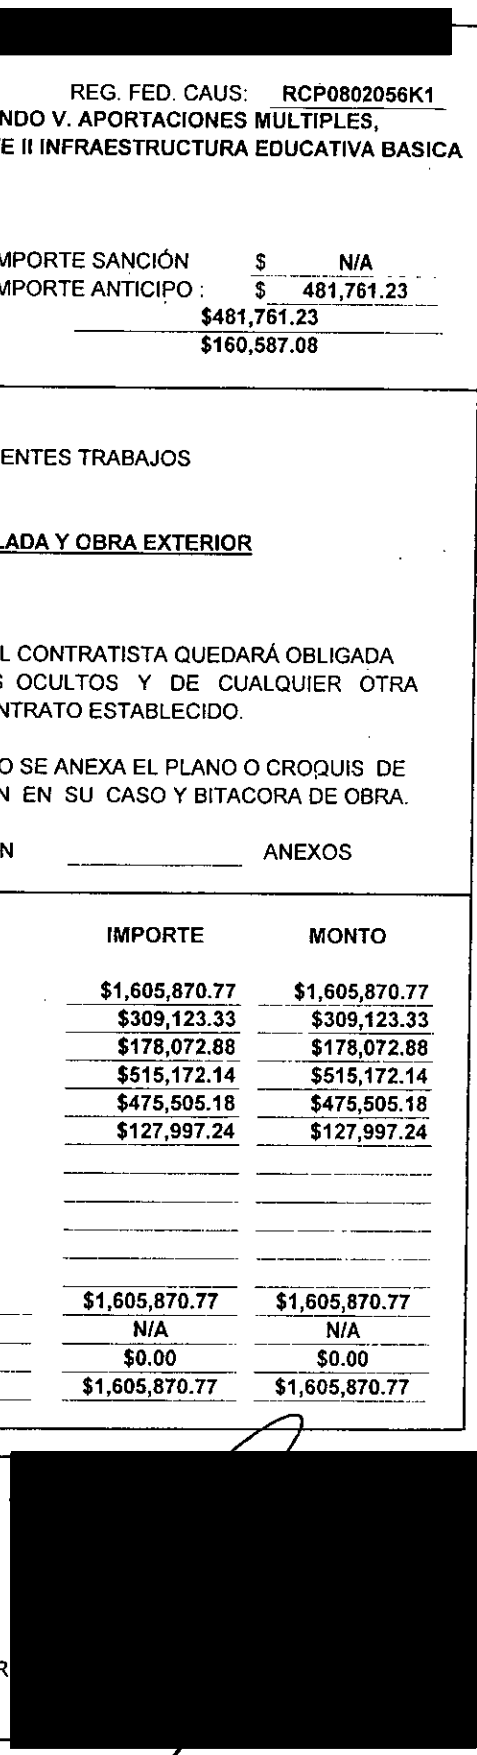 REG. FED. CAUS: RCP0802056K1
NDO V. APORTACIONES MULTIPLES,
E II INFRAESTRUCTURA EDUCATIVA BASICA
MPORTE SANCIÓN $ N/A
MPORTE ANTICIPO : $ 481,761.23
$481,761.23
$160,587.08
ENTES TRABAJOS
LADA Y OBRA EXTERIOR
L CONTRATISTA QUEDARÁ OBLIGADA
S OCULTOS Y DE CUALQUIER OTRA
NTRATO ESTABLECIDO.
O SE ANEXA EL PLANO O CROQUIS DE
N EN SU CASO Y BITACORA DE OBRA.
N ANEXOS
IMPORTE MONTO
$1,605,870.77 $1,605,870.77
$309,123.33 $309,123.33
$178,072.88 $178,072.88
$515,172.14 $515,172.14
$475,505.18 $475,505.18
$127,997.24 $127,997.24
$1,605,870.77 $1,605,870.77
N/A N/A
$0.00 $0.00
$1,605,870.77 $1,605,870.77
R